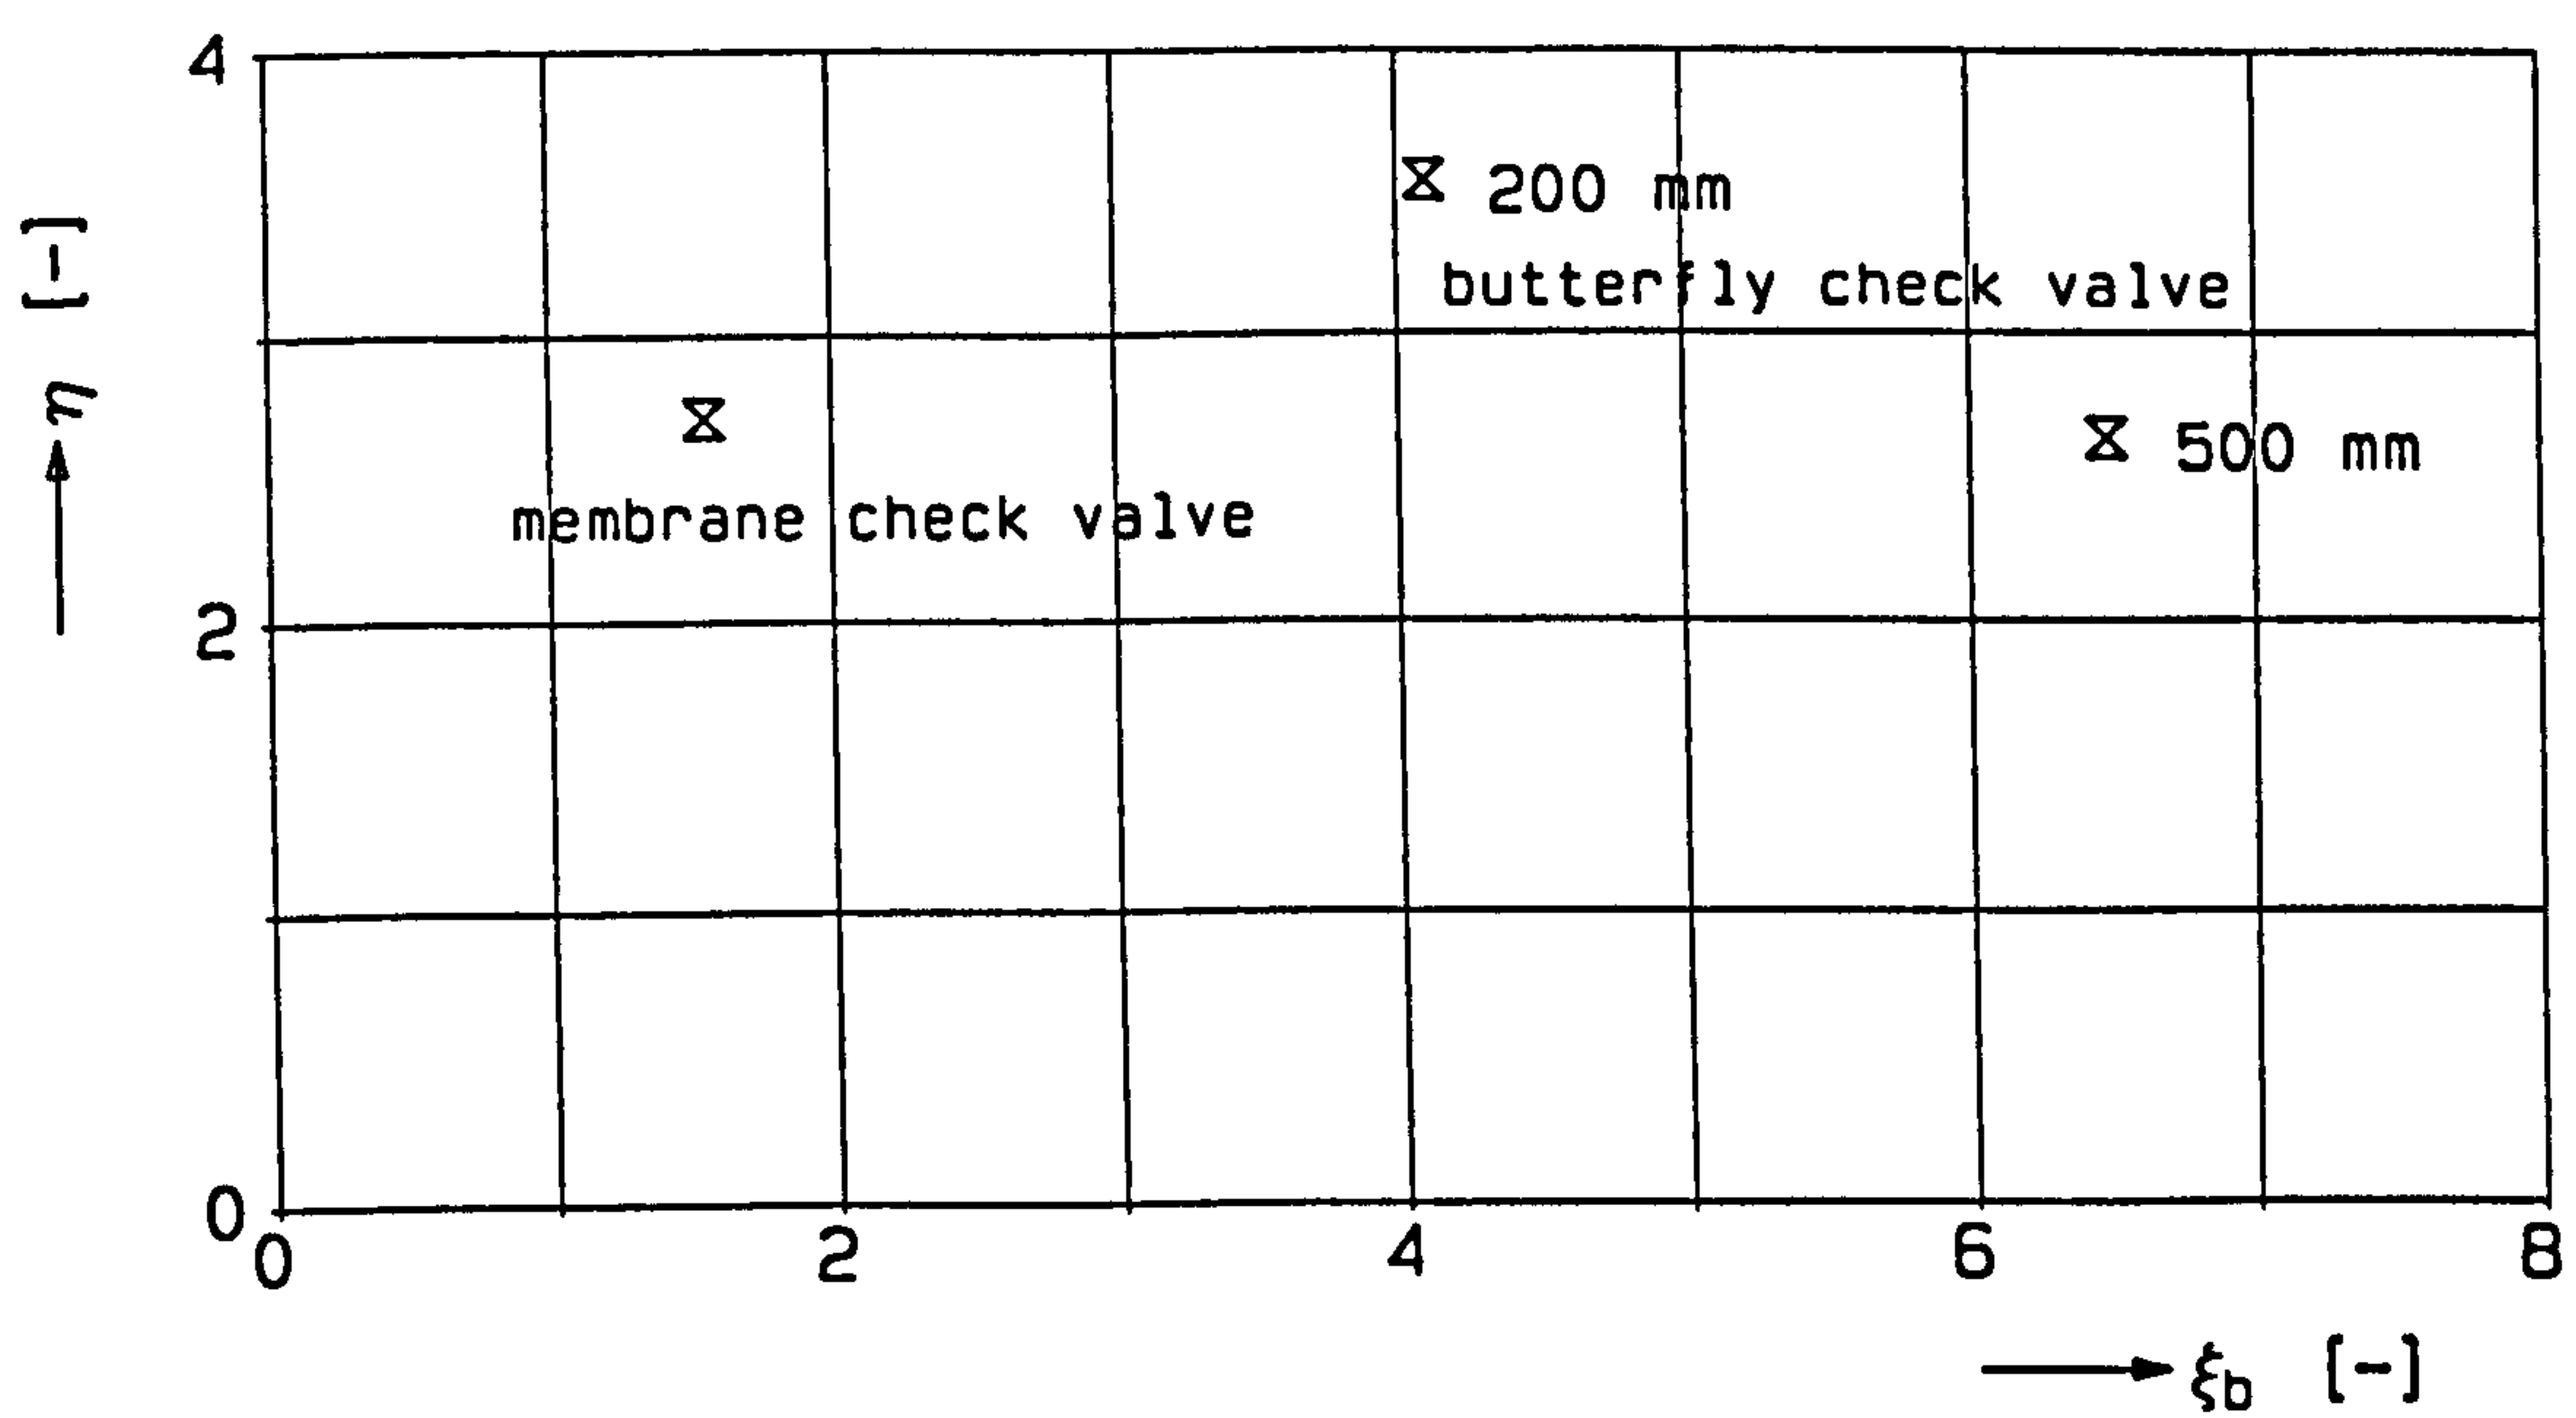 4
200 mm
butterfly check valve
η [-]
500 mm
membrane check valve
2
0
0 2 4 6 8
ξb [-]